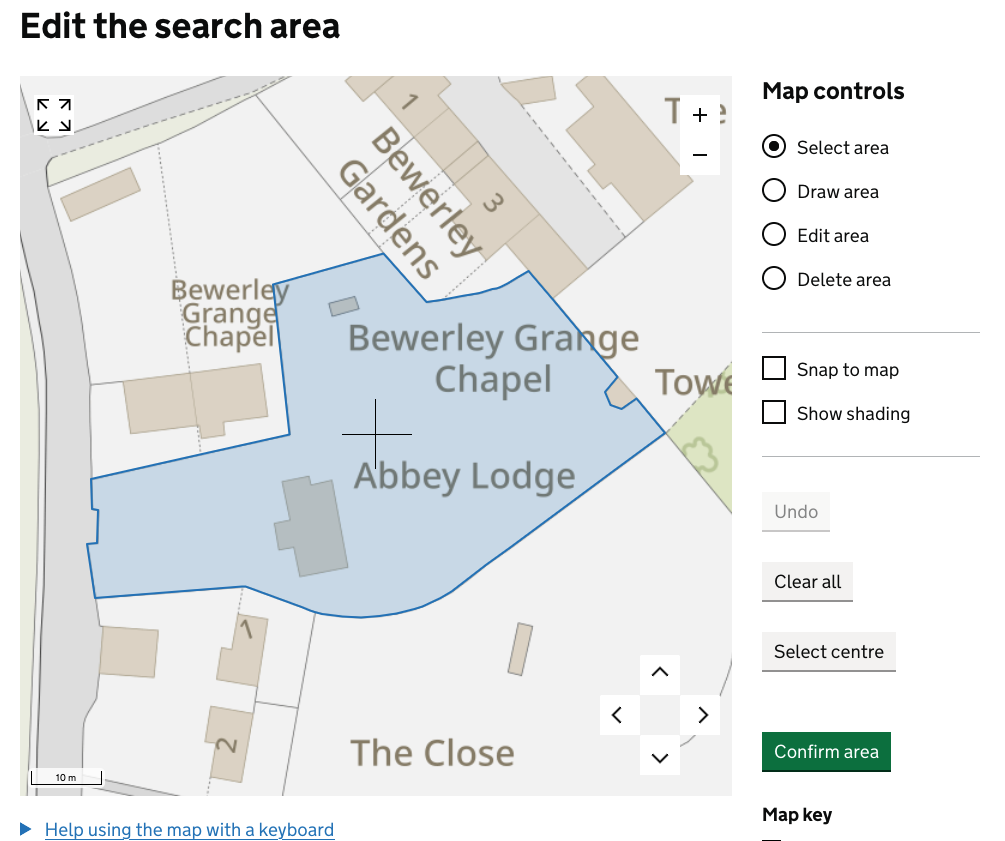 Edit the search area
1
Bewerley
Gardens
3
Bewerley
Grange
Chapel
Bewerley Grange
Chapel
Abbey Lodge
1
2
The Close
10 m
+
−
Help using the map with a keyboard
Map controls
Select area
Draw area
Edit area
Delete area
Snap to map
Show shading
Undo
Clear all
Select centre
Confirm area
Map key